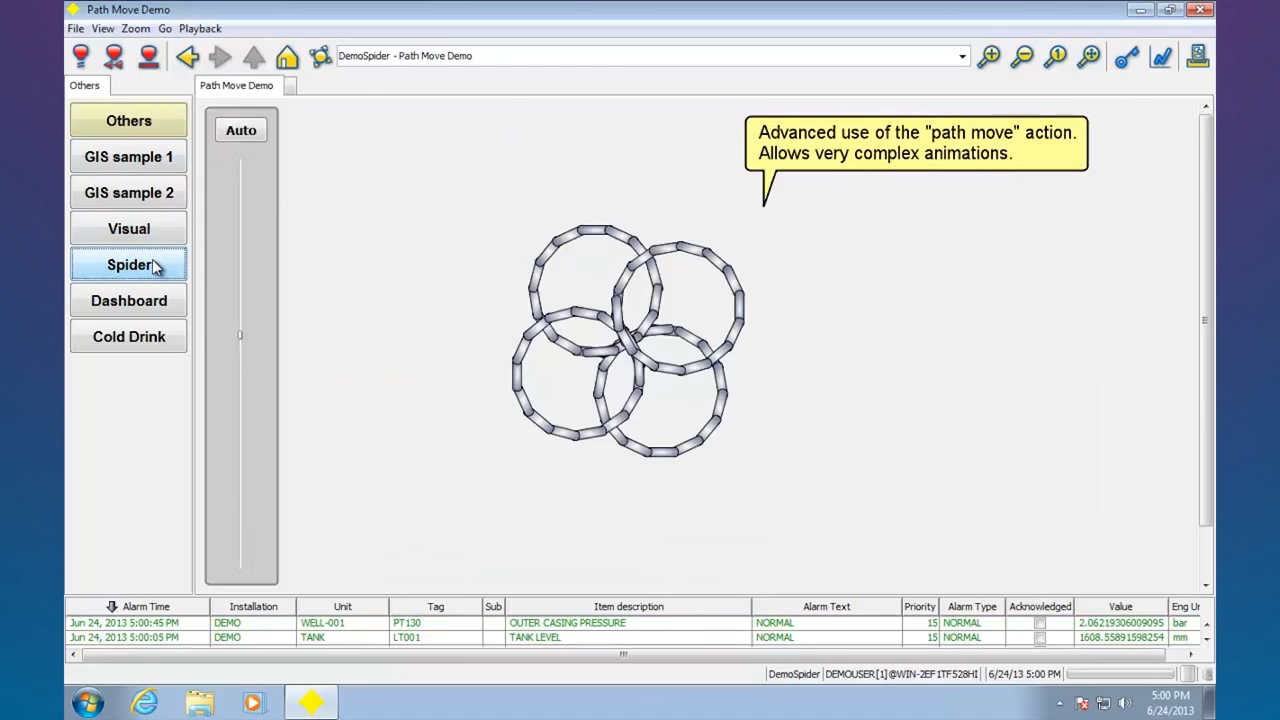 Path Move Demo
File View Zoom Go Playback
DemoSpider - Path Move Demo
Others
Path Move Demo
Others
GIS sample 1
GIS sample 2
Visual
Spider
Dashboard
Cold Drink
Auto
Advanced use of the "path move" action.
Allows very complex animations.
Alarm Time Installation Unit Tag Sub Item description Alarm Text Priority Alarm Type Acknowledged Value Eng Un
Jun 24, 2013 5:00:45 PM DEMO WELL-001 PT130 OUTER CASING PRESSURE NORMAL 15 NORMAL 2.06219306009095 bar
Jun 24, 2013 5:00:05 PM DEMO TANK LT001 TANK LEVEL NORMAL 15 NORMAL 1608.55891598254 mm
DemoSpider DEMOUSER[1]@WIN-2EF1TF528HI 6/24/13 5:00 PM
5:00 PM
6/24/2013